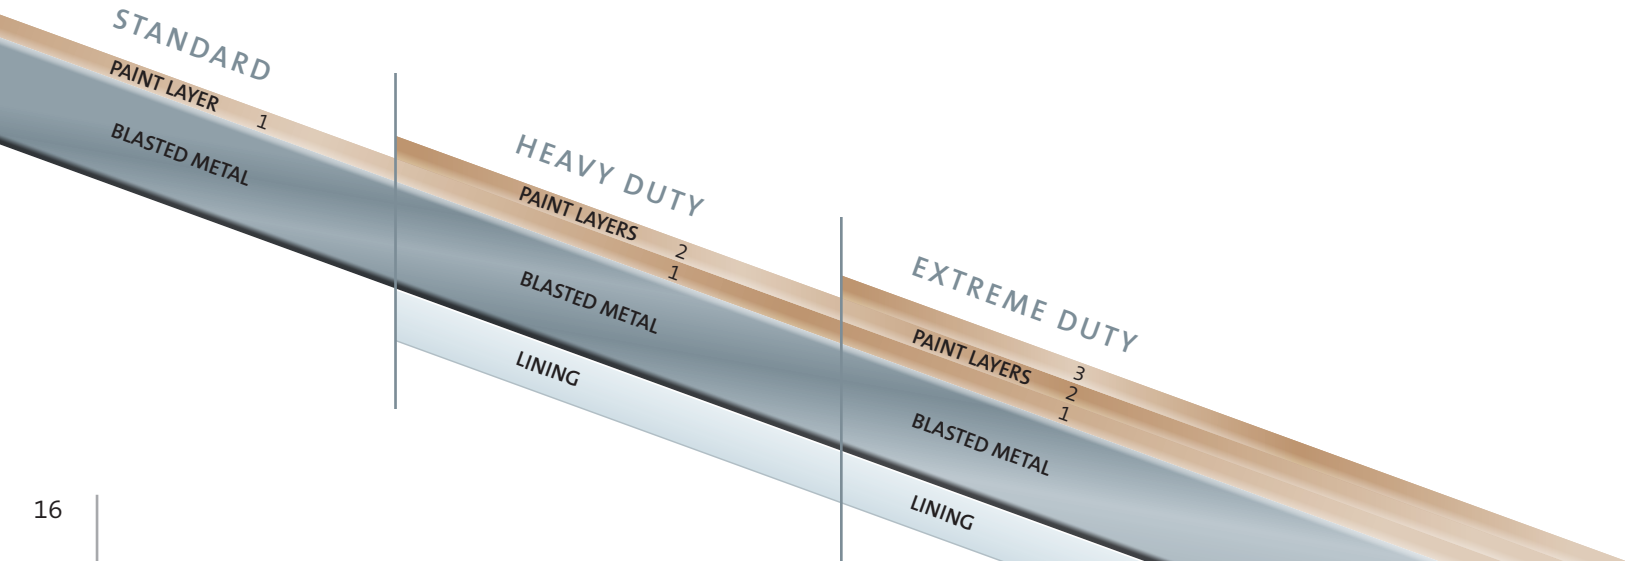 STANDARD
PAINT LAYER 1
BLASTED METAL
HEAVY DUTY
PAINT LAYERS 2
1
BLASTED METAL
LINING
EXTREME DUTY
PAINT LAYERS 3
2
1
BLASTED METAL
LINING
16